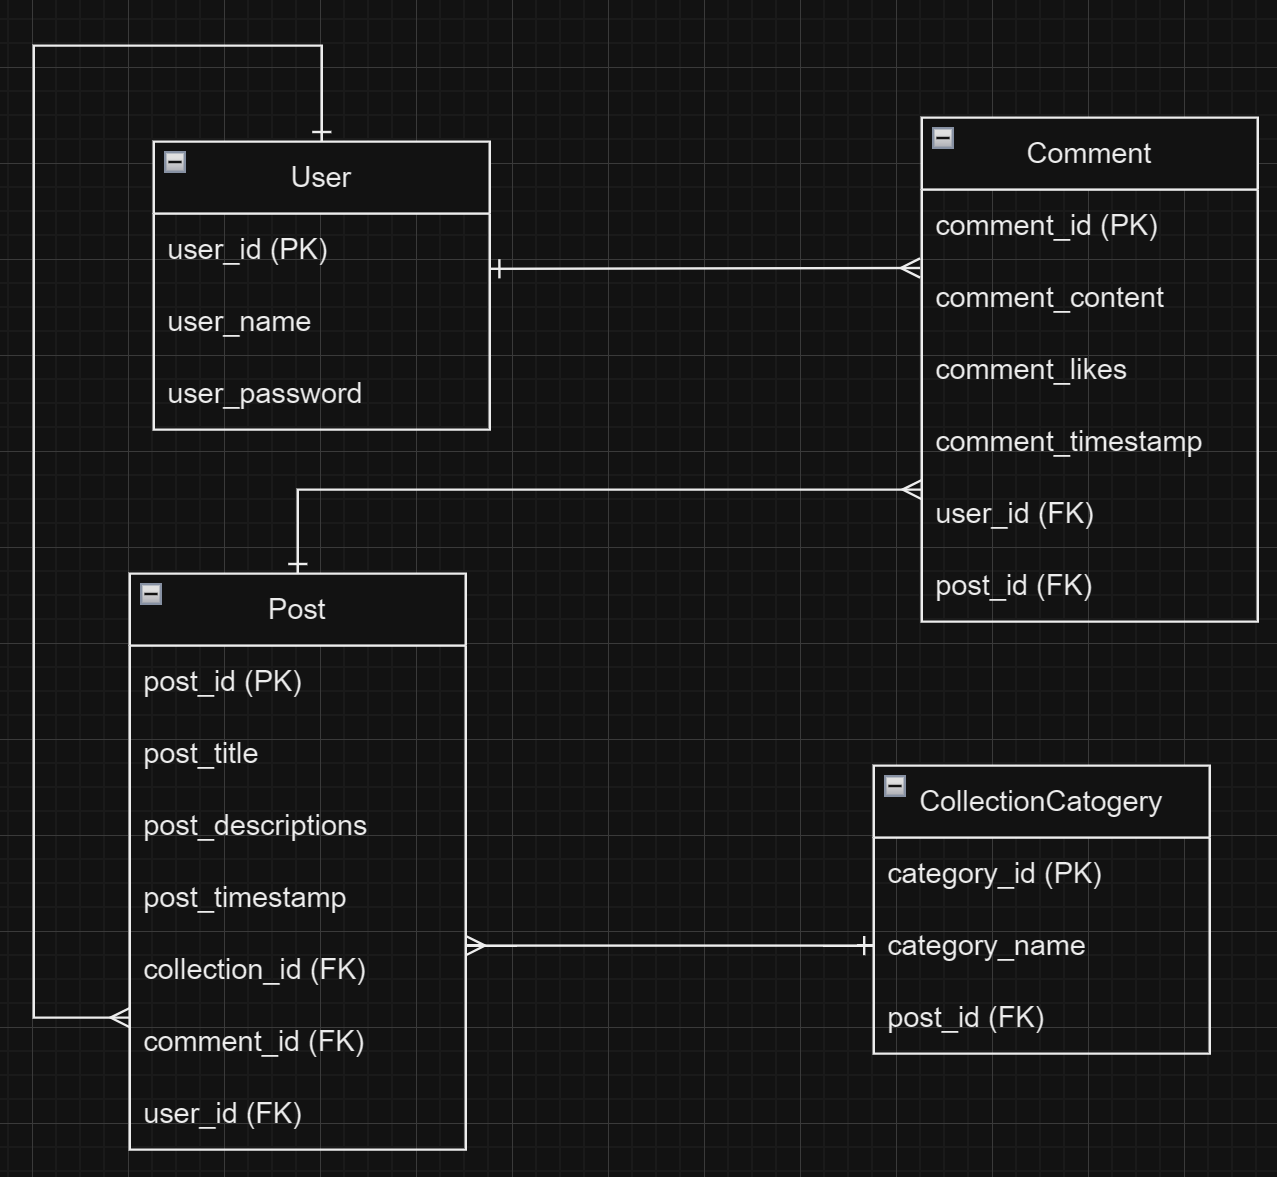 User
user_id (PK)
user_name
user_password
Comment
comment_id (PK)
comment_content
comment_likes
comment_timestamp
user_id (FK)
post_id (FK)
Post
post_id (PK)
post_title
post_descriptions
post_timestamp
collection_id (FK)
comment_id (FK)
user_id (FK)
CollectionCatogery
category_id (PK)
category_name
post_id (FK)